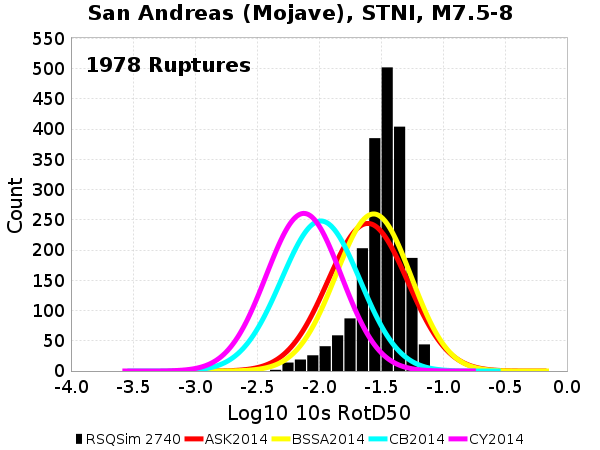 San Andreas (Mojave), STNI, M7.5-8
1978 Ruptures
550
500
450
400
350
300
250
200
150
100
50
0
Count
-4.0 -3.5 -3.0 -2.5 -2.0 -1.5 -1.0 -0.5 0.0
Log10 10s RotD50
RSQSim 2740 ASK2014 BSSA2014 CB2014 CY2014